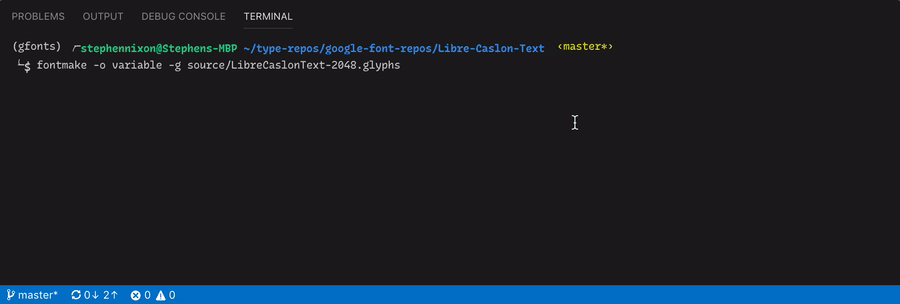 PROBLEMS OUTPUT DEBUG CONSOLE TERMINAL
(gfonts) ╭─stephennixon@Stephens-MBP ~/type-repos/google-font-repos/Libre-Caslon-Text ‹master*›
╰─$ fontmake -o variable -g source/LibreCaslonText-2048.glyphs
master* 0↓ 2↑ 0 0